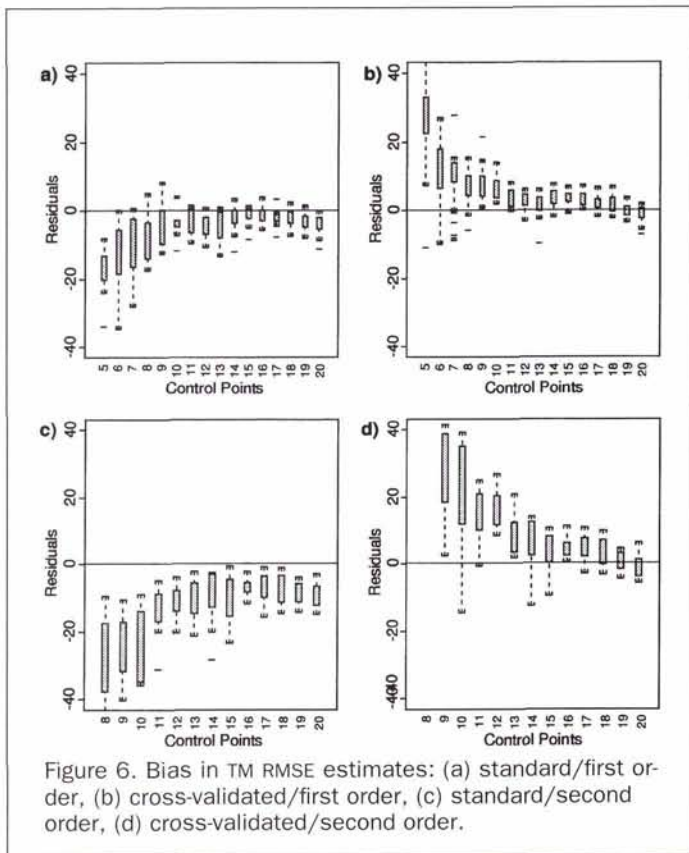 a)
40
20
0
-20
-40
Residuals
5 6 7 8 9 10 11 12 13 14 15 16 17 18 19 20
Control Points
b)
40
20
0
-20
-40
Residuals
5 6 7 8 9 10 11 12 13 14 15 16 17 18 19 20
Control Points
c)
40
20
0
-20
-40
Residuals
8 9 10 11 12 13 14 15 16 17 18 19 20
Control Points
d)
40
20
0
-20
-40
Residuals
8 9 10 11 12 13 14 15 16 17 18 19 20
Control Points
Figure 6. Bias in TM RMSE estimates: (a) standard/first or-
der, (b) cross-validated/first order, (c) standard/second
order, (d) cross-validated/second order.